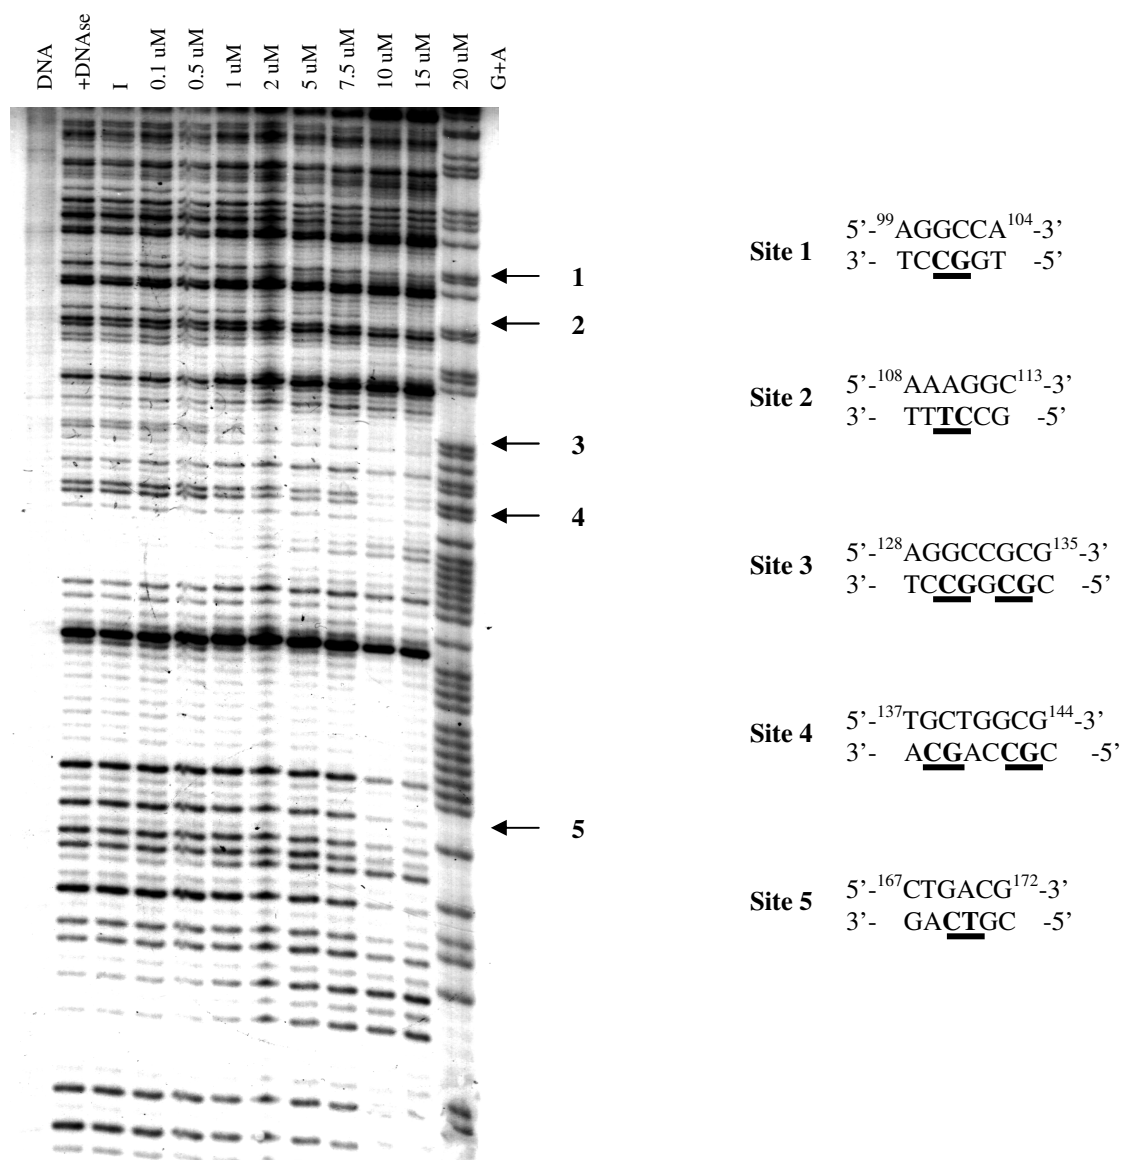 DNA
+DNAse
I
0.1 uM
0.5 uM
1 uM
2 uM
5 uM
7.5 uM
10 uM
15 uM
20 uM
G+A
1
2
3
4
5
Site 1
5’-99AGGCCA104-3’
3’- TCCGGT -5’
Site 2
5’-108AAAGGC113-3’
3’- TTTCCG -5’
Site 3
5’-128AGGCCGCG135-3’
3’- TCCGGCGC -5’
Site 4
5’-137TGCTGGCG144-3’
3’- ACGACCGC -5’
Site 5
5’-167CTGACG172-3’
3’- GACTGC -5’